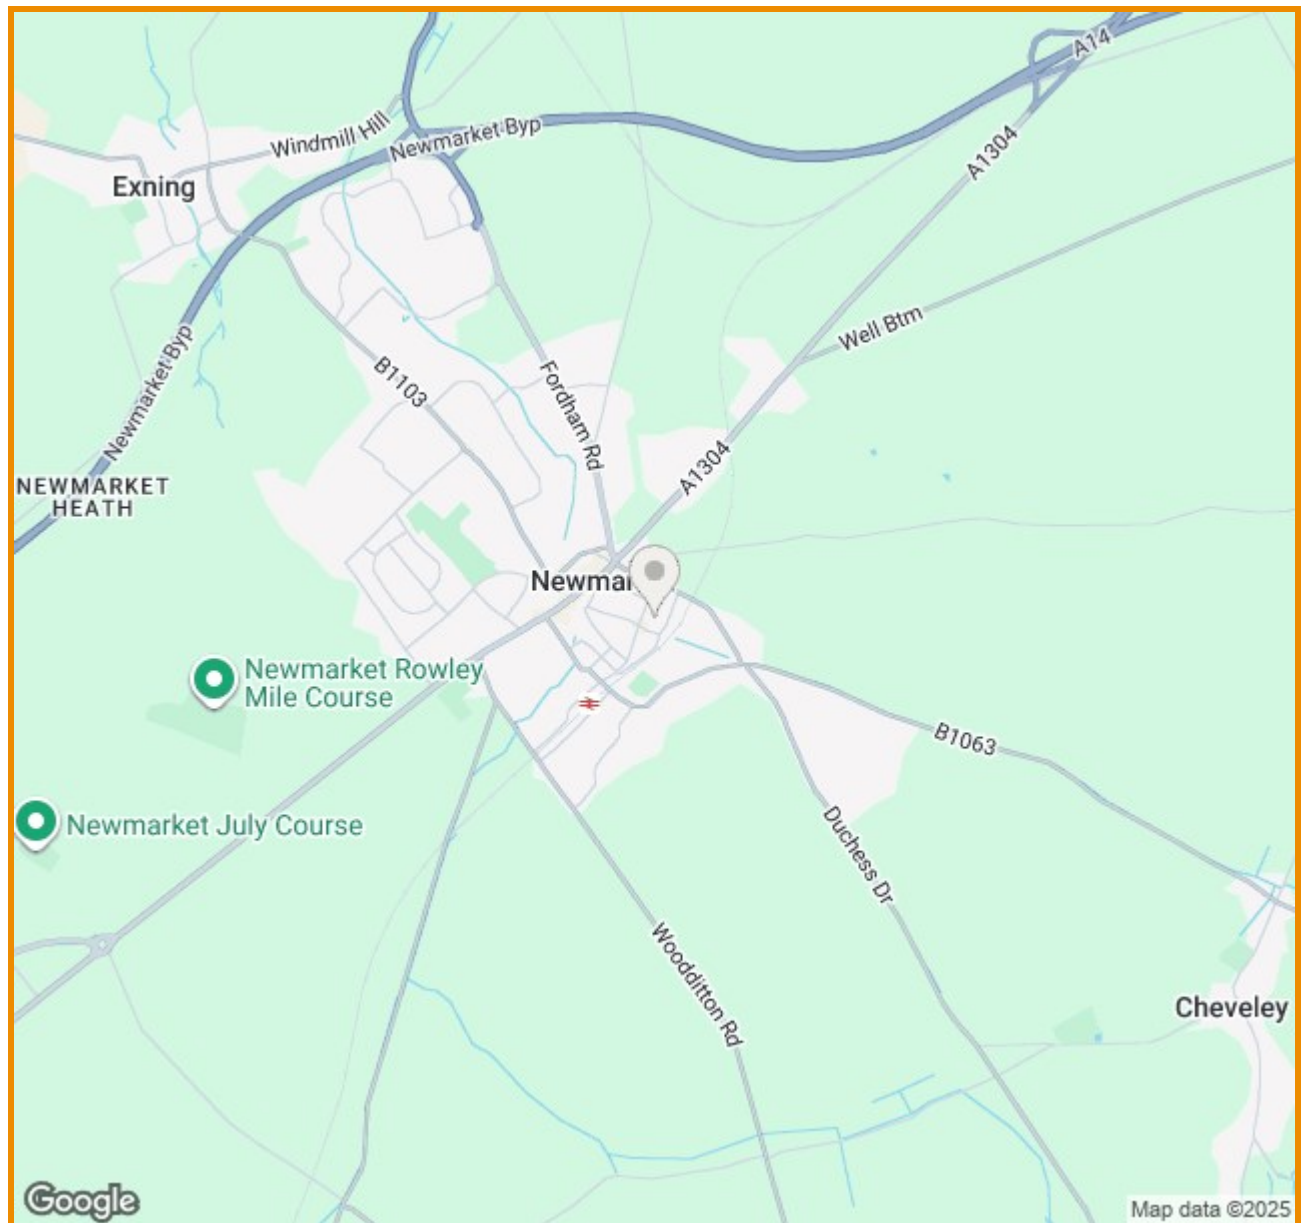 A14
Windmill Hill
Newmarket Byp
A1304
Exning
Well Btm
Newmarket Byp
B1103
Fordham Rd
A1304
NEWMARKET
HEATH
Newmar
Newmarket Rowley
Mile Course
B1063
Newmarket July Course
Duchess Dr
Woodditton Rd
Cheveley
Google
Map data ©2025